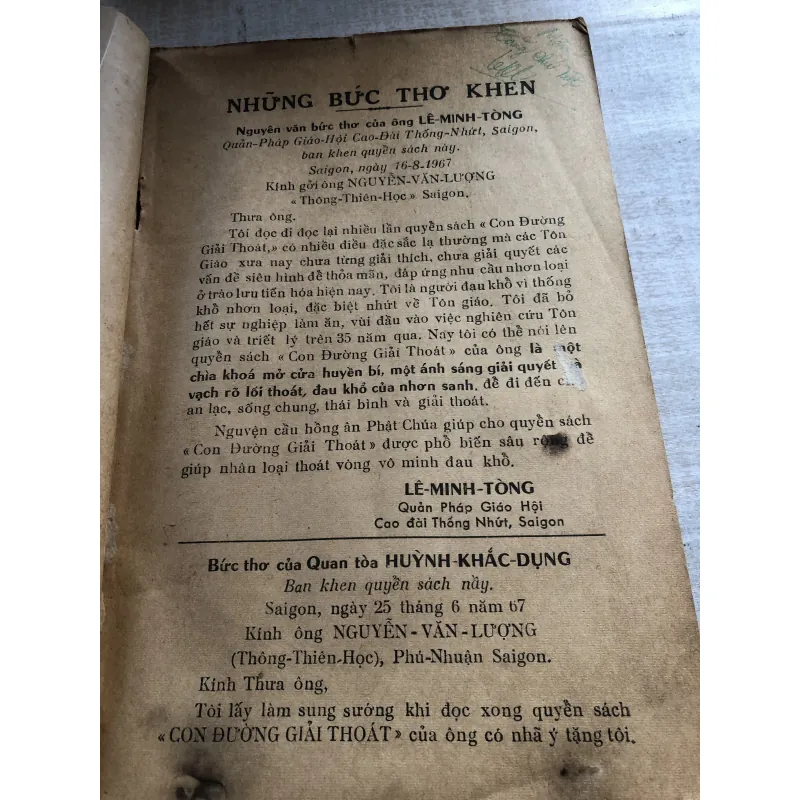 NHỮNG BỨC THƠ KHEN
Nguyên văn bức thơ của ông LÊ-MINH-TÒNG
Quản-Pháp Giáo-Hội Cao-Đài Thống-Nhứt, Saigon,
ban khen quyển sách này.
Saigon, ngày 16-8-1967
Kính gởi ông NGUYỄN-VĂN-LƯỢNG
« Thông-Thiên-Học » Saigon.
Thưa ông.
Tôi đọc đi đọc lại nhiều lần quyển sách « Con Đường
Giải Thoát,» có nhiều điều đặc sắc lạ thường mà các Tôn
Giáo xưa nay chưa từng giải thích, chưa giải quyết các
vấn đề siêu hình để thỏa mãn, đáp ứng nhu cầu nhơn loại
ở trào lưu tiến hóa hiện nay. Tôi là người đau khổ vì thống
khổ nhơn loại, đặc biệt nhứt về Tôn giáo. Tôi đã bỏ
hết sự nghiệp làm ăn, vùi đầu vào việc nghiên cứu Tôn
giáo và triết lý trên 35 năm qua. Nay tôi có thể nói lên
quyển sách « Con Đường Giải Thoát » của ông là một
chìa khoá mở cửa huyền bí, một ánh sáng giải quyết
vạch rõ lối thoát, đau khổ của nhơn sanh. để đi đến
an lạc, sống chung, thái bình và giải thoát.
Nguyện cầu hồng ân Phật Chúa giúp cho quyển sách
« Con Đường Giải Thoát » được phổ biến sâu rộng để
giúp nhân loại thoát vòng vô minh đau khổ.
LÊ-MINH-TÒNG
Quản Pháp Giáo Hội
Cao đài Thống Nhứt, Saigon
Bức thơ của Quan tòa HUỲNH-KHẮC-DỤNG
Ban khen quyển sách nầy.
Saigon, ngày 25 tháng 6 năm 67
Kính ông NGUYỄN-VĂN-LƯỢNG
(Thông-Thiên-Học), Phú-Nhuận Saigon.
Kính Thưa ông,
Tôi lấy làm sung sướng khi đọc xong quyển sách
« CON ĐƯỜNG GIẢI THOÁT » của ông có nhã ý tặng tôi.